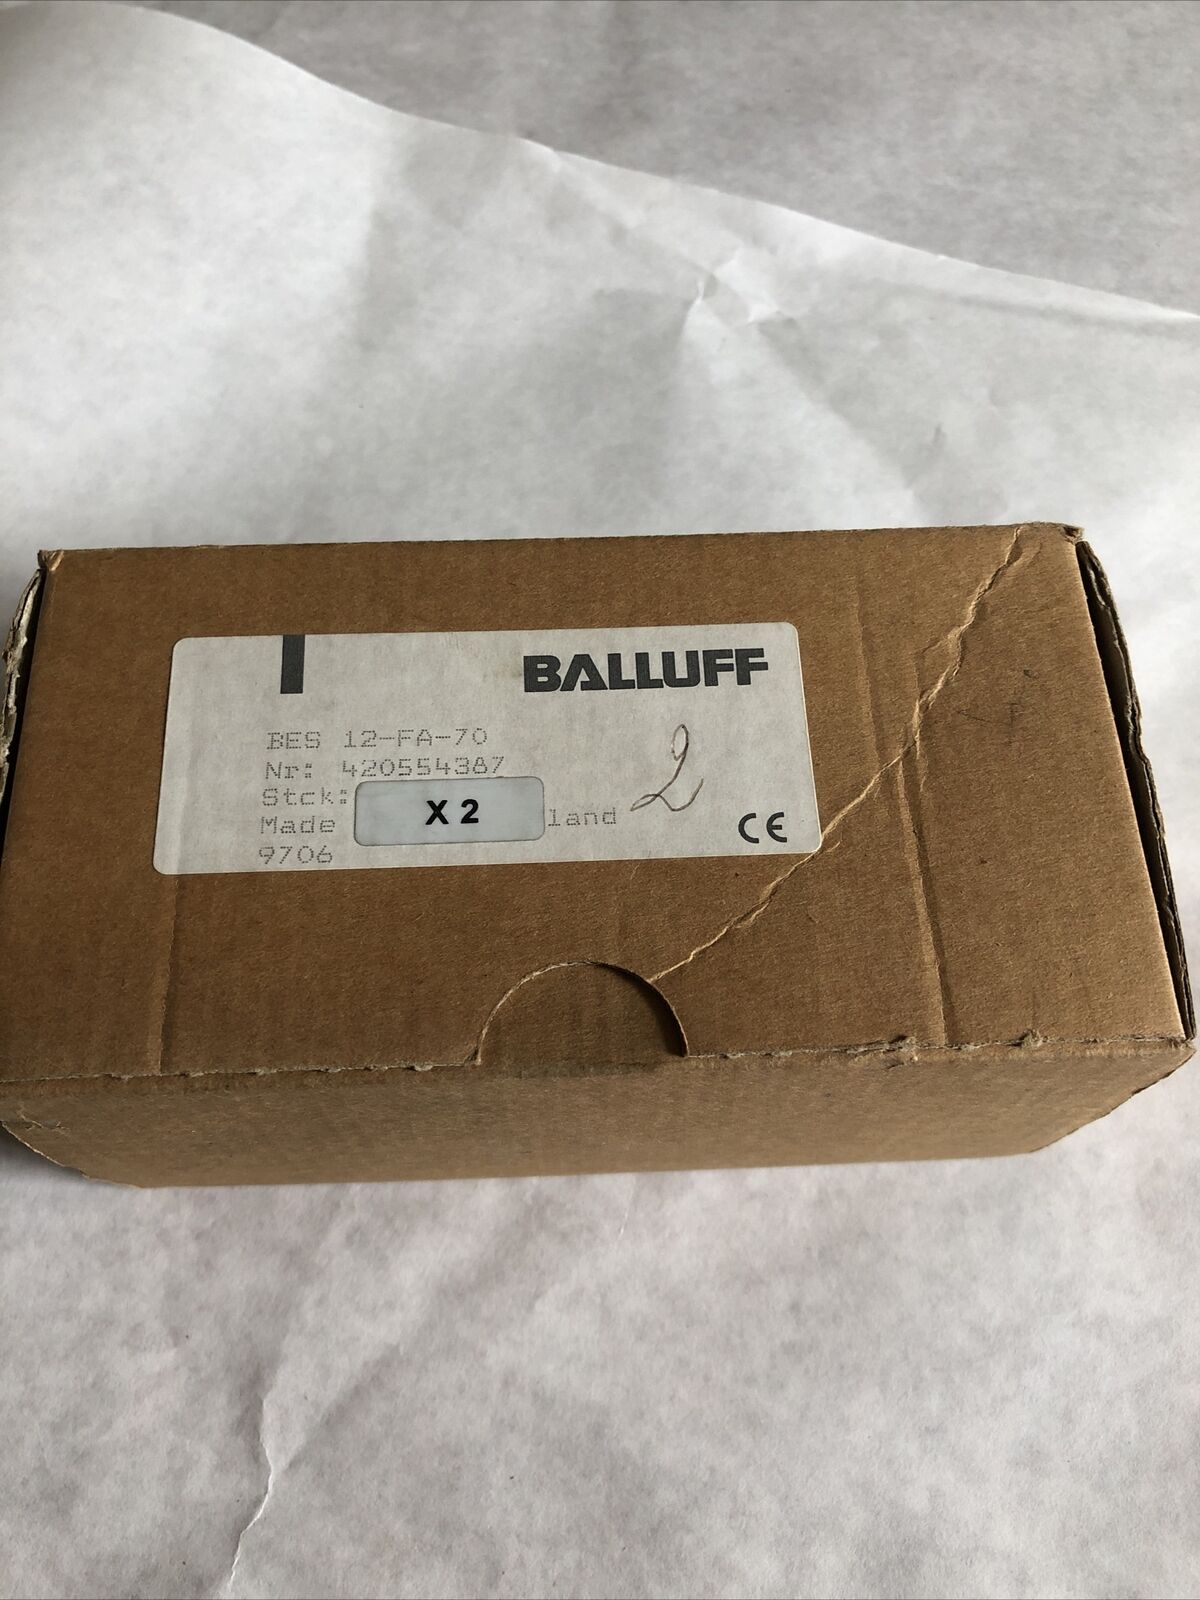 BALLUFF
BES 12-FA-70
Nr: 420554387
Stck:
X 2
Made land
9706
2
CE